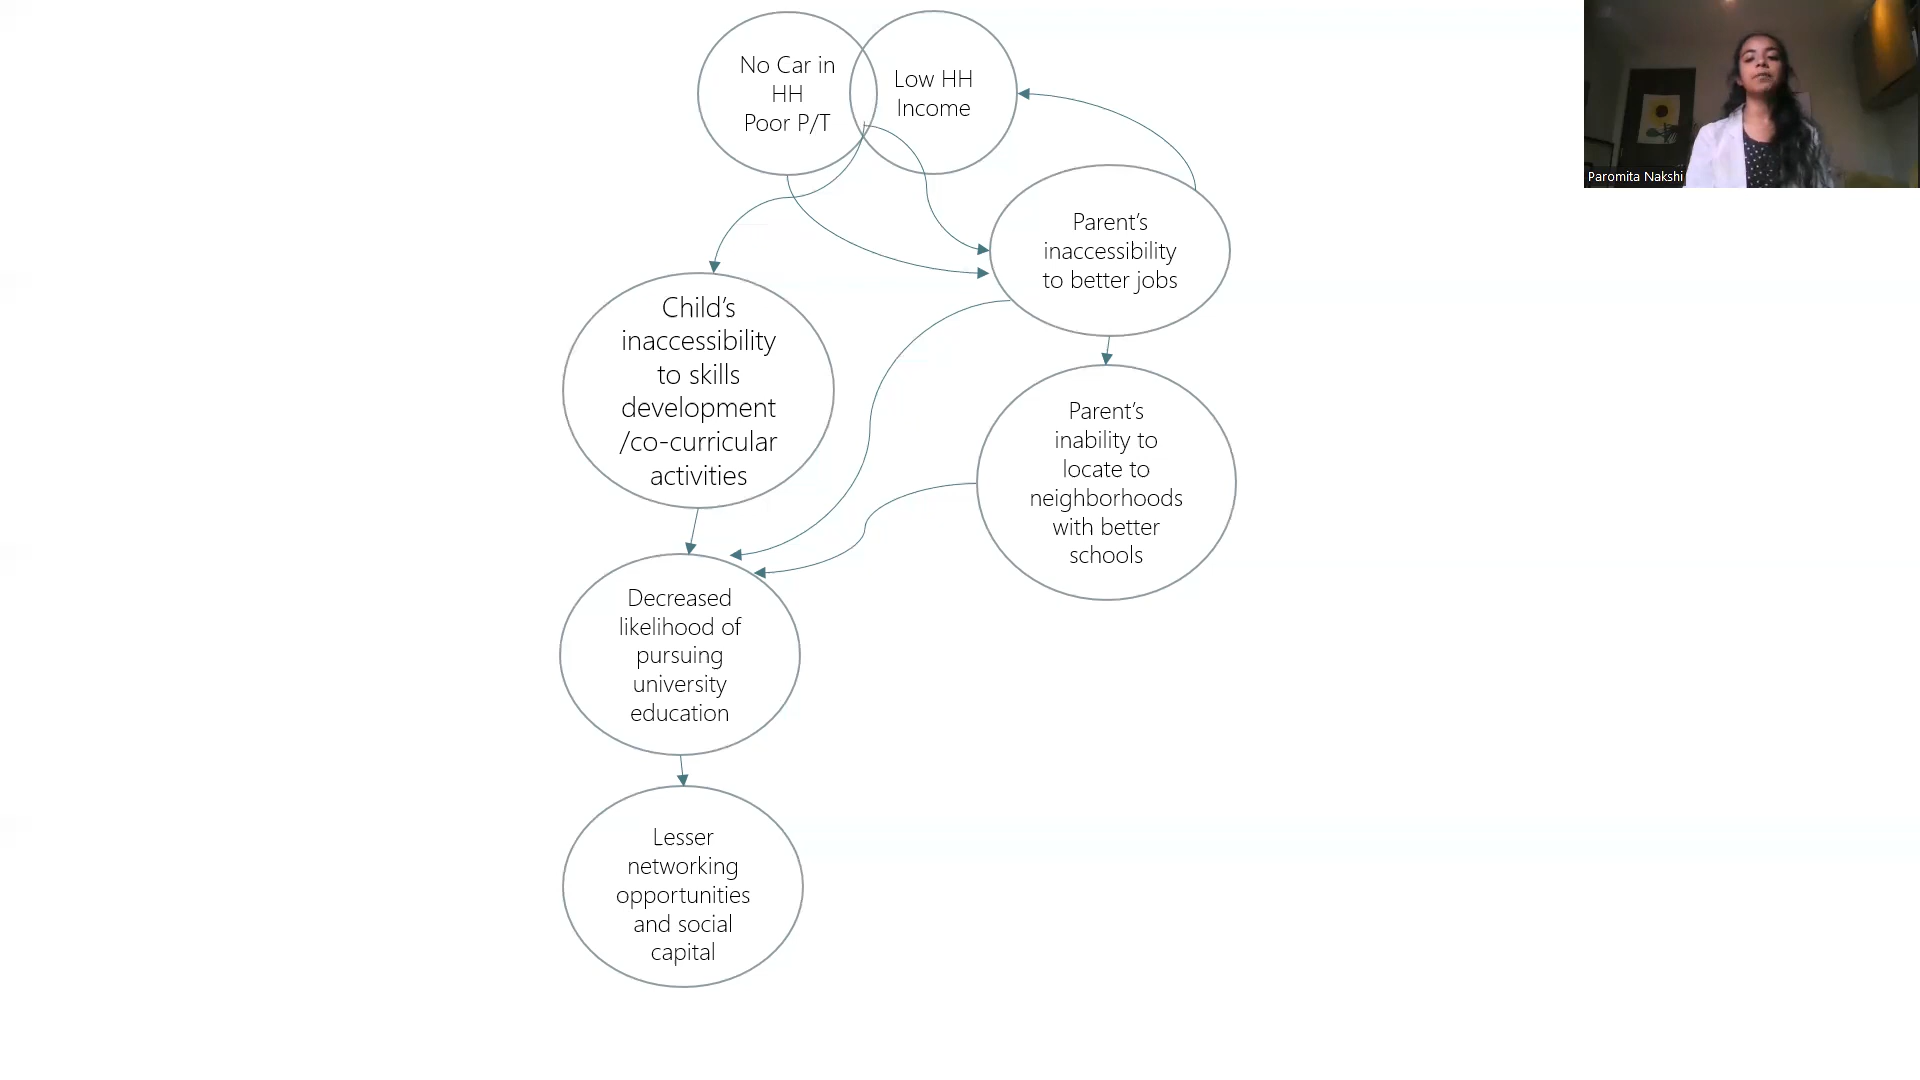 No Car in
HH
Poor P/T
Low HH
Income
Paromita Nakshi
Parent's
inaccessibility
to better jobs
Child's
inaccessibility
to skills
development
/co-curricular
activities
Parent's
inability to
locate to
neighborhoods
with better
schools
Decreased
likelihood of
pursuing
university
education
Lesser
networking
opportunities
and social
capital